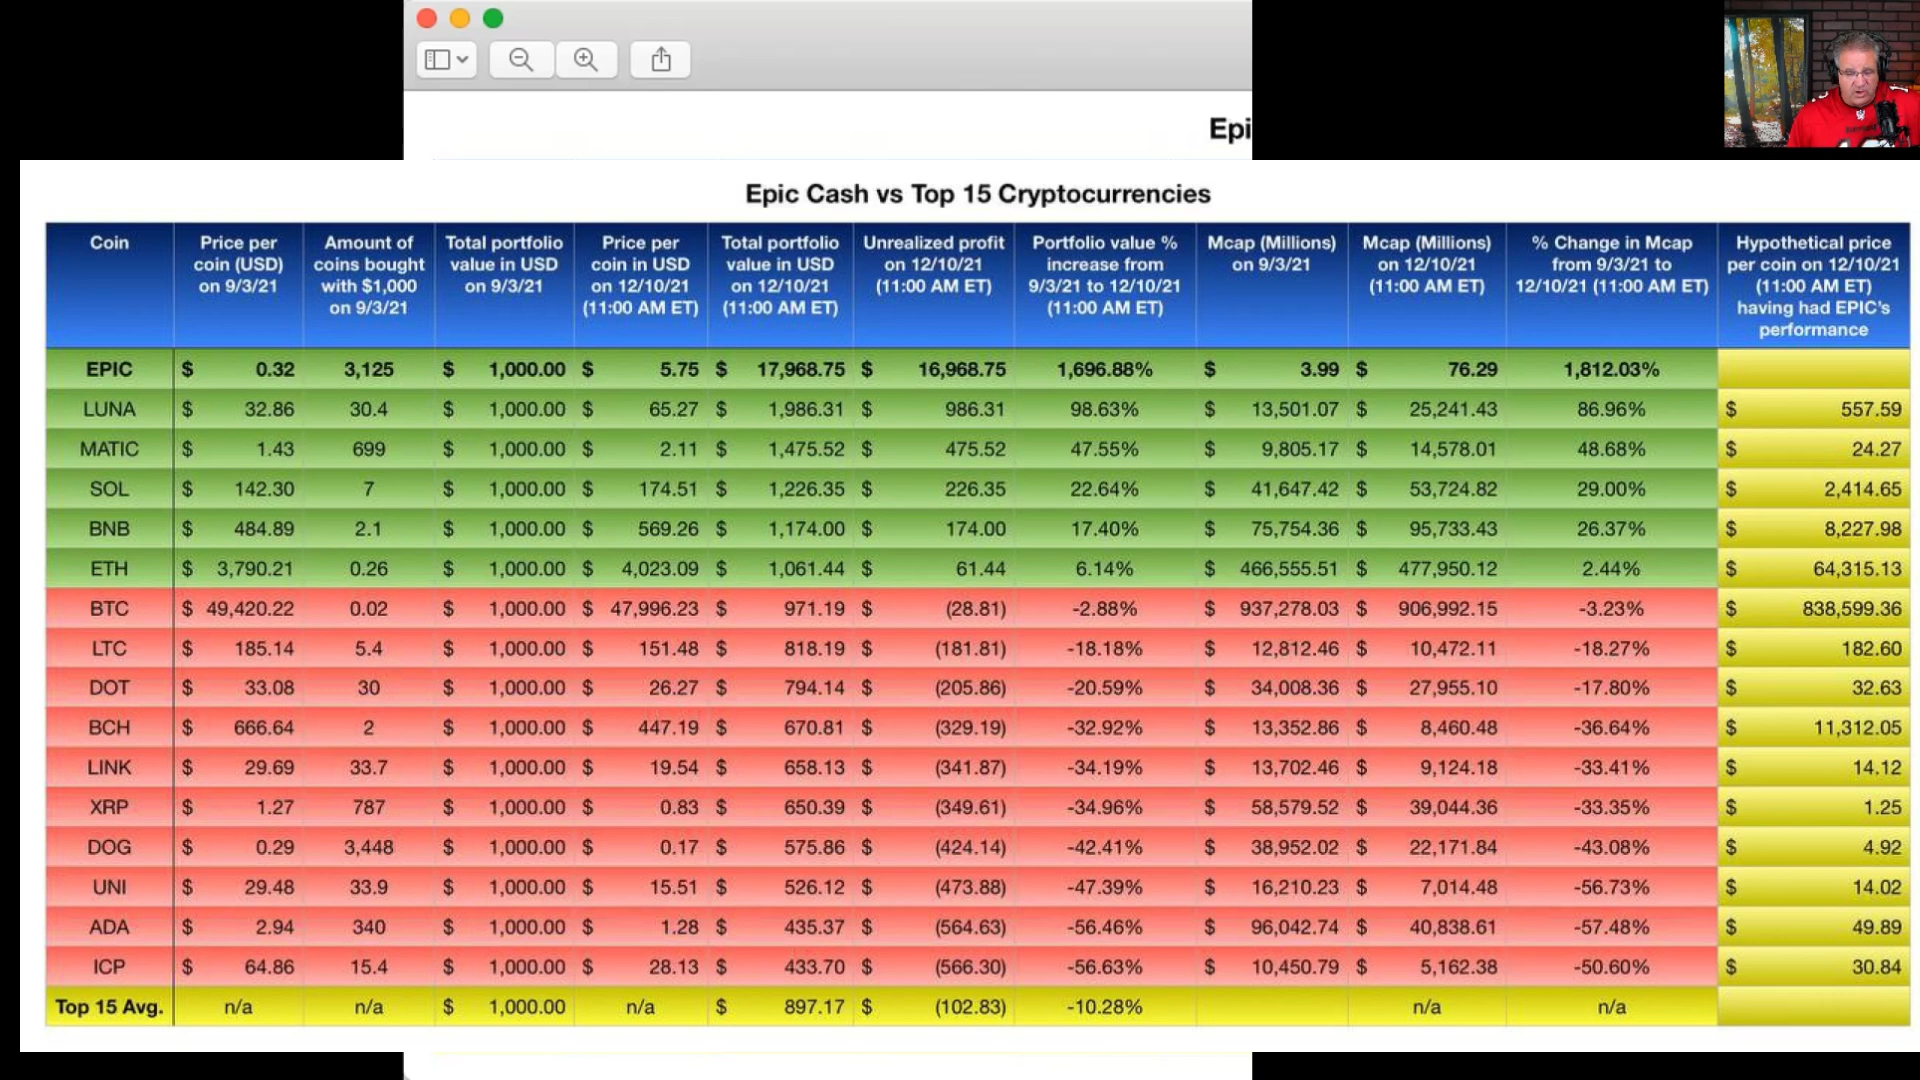 Epi
Epic Cash vs Top 15 Cryptocurrencies
Coin | Price per coin (USD) on 9/3/21 | Amount of coins bought with $1,000 on 9/3/21 | Total portfolio value in USD on 9/3/21 | Price per coin in USD on 12/10/21 (11:00 AM ET) | Total portfolio value in USD on 12/10/21 (11:00 AM ET) | Unrealized profit on 12/10/21 (11:00 AM ET) | Portfolio value % increase from 9/3/21 to 12/10/21 (11:00 AM ET) | Mcap (Millions) on 9/3/21 | Mcap (Millions) on 12/10/21 (11:00 AM ET) | % Change in Mcap from 9/3/21 to 12/10/21 (11:00 AM ET) | Hypothetical price per coin on 12/10/21 (11:00 AM ET) having had EPIC's performance
EPIC $ 0.32 3,125 $ 1,000.00 $ 5.75 $ 17,968.75 $ 16,968.75 1,696.88% $ 3.99 $ 76.29 1,812.03%
LUNA $ 32.86 30.4 $ 1,000.00 $ 65.27 $ 1,986.31 $ 986.31 98.63% $ 13,501.07 $ 25,241.43 86.96% $ 557.59
MATIC $ 1.43 699 $ 1,000.00 $ 2.11 $ 1,475.52 $ 475.52 47.55% $ 9,805.17 $ 14,578.01 48.68% $ 24.27
SOL $ 142.30 7 $ 1,000.00 $ 174.51 $ 1,226.35 $ 226.35 22.64% $ 41,647.42 $ 53,724.82 29.00% $ 2,414.65
BNB $ 484.89 2.1 $ 1,000.00 $ 569.26 $ 1,174.00 $ 174.00 17.40% $ 75,754.36 $ 95,733.43 26.37% $ 8,227.98
ETH $ 3,790.21 0.26 $ 1,000.00 $ 4,023.09 $ 1,061.44 $ 61.44 6.14% $ 466,555.51 $ 477,950.12 2.44% $ 64,315.13
BTC $ 49,420.22 0.02 $ 1,000.00 $ 47,996.23 $ 971.19 $ (28.81) -2.88% $ 937,278.03 $ 906,992.15 -3.23% $ 838,599.36
LTC $ 185.14 5.4 $ 1,000.00 $ 151.48 $ 818.19 $ (181.81) -18.18% $ 12,812.46 $ 10,472.11 -18.27% $ 182.60
DOT $ 33.08 30 $ 1,000.00 $ 26.27 $ 794.14 $ (205.86) -20.59% $ 34,008.36 $ 27,955.10 -17.80% $ 32.63
BCH $ 666.64 2 $ 1,000.00 $ 447.19 $ 670.81 $ (329.19) -32.92% $ 13,352.86 $ 8,460.48 -36.64% $ 11,312.05
LINK $ 29.69 33.7 $ 1,000.00 $ 19.54 $ 658.13 $ (341.87) -34.19% $ 13,702.46 $ 9,124.18 -33.41% $ 14.12
XRP $ 1.27 787 $ 1,000.00 $ 0.83 $ 650.39 $ (349.61) -34.96% $ 58,579.52 $ 39,044.36 -33.35% $ 1.25
DOG $ 0.29 3,448 $ 1,000.00 $ 0.17 $ 575.86 $ (424.14) -42.41% $ 38,952.02 $ 22,171.84 -43.08% $ 4.92
UNI $ 29.48 33.9 $ 1,000.00 $ 15.51 $ 526.12 $ (473.88) -47.39% $ 16,210.23 $ 7,014.48 -56.73% $ 14.02
ADA $ 2.94 340 $ 1,000.00 $ 1.28 $ 435.37 $ (564.63) -56.46% $ 96,042.74 $ 40,838.61 -57.48% $ 49.89
ICP $ 64.86 15.4 $ 1,000.00 $ 28.13 $ 433.70 $ (566.30) -56.63% $ 10,450.79 $ 5,162.38 -50.60% $ 30.84
Top 15 Avg. n/a n/a $ 1,000.00 n/a $ 897.17 $ (102.83) -10.28% n/a n/a